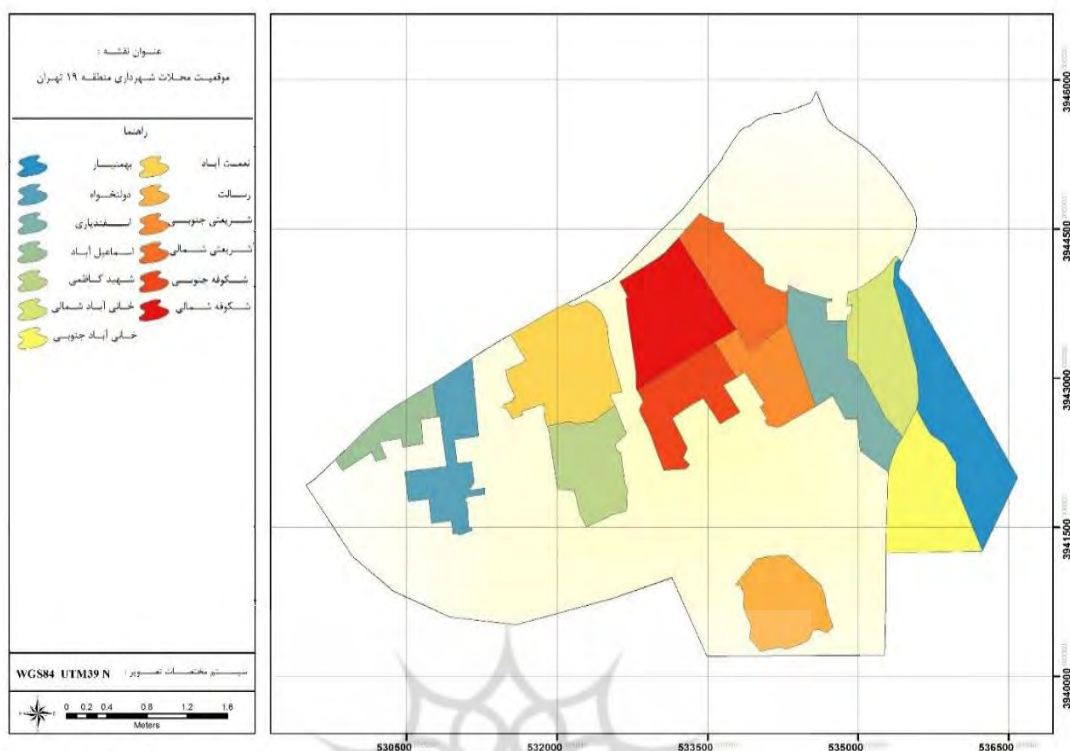 عنوان نقشه :
موقعیت محلات شهرداری منطقه ۱۹ تهران
راهنما
نعمت آباد
بهمنیار
رسالت
دولتخواه
شریعتی جنوبی
اسفندیاری
شریعتی شمالی
اسماعیل آباد
شکوفه جنوبی
شهید کاظمی
شکوفه شمالی
خانی آباد شمالی
خانی آباد جنوبی
سیستم مختصات تصویر : WGS84 UTM39 N
0 0.2 0.4 0.8 1.2 1.6
Meters
3946000
3944500
3943000
3941500
3940000
530500 532000 533500 535000 536500